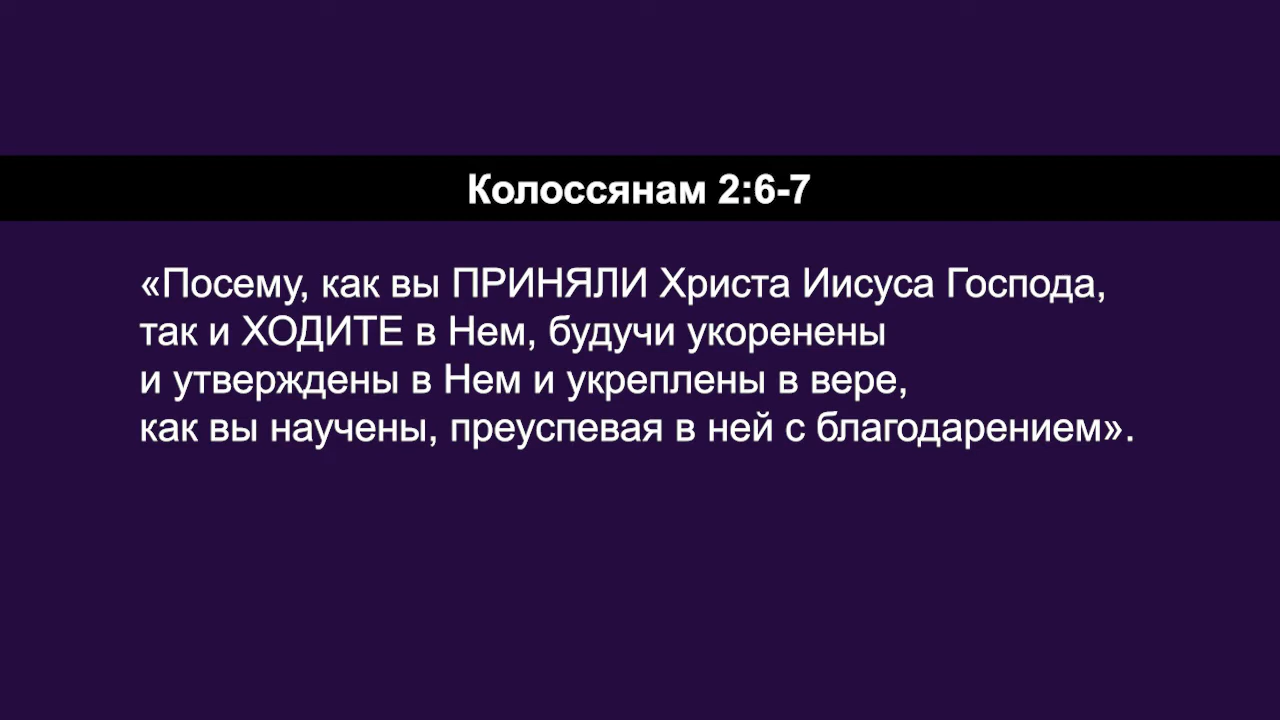 Колоссянам 2:6-7
«Посему, как вы ПРИНЯЛИ Христа Иисуса Господа,
так и ХОДИТЕ в Нем, будучи укоренены
и утверждены в Нем и укреплены в вере,
как вы научены, преуспевая в ней с благодарением».